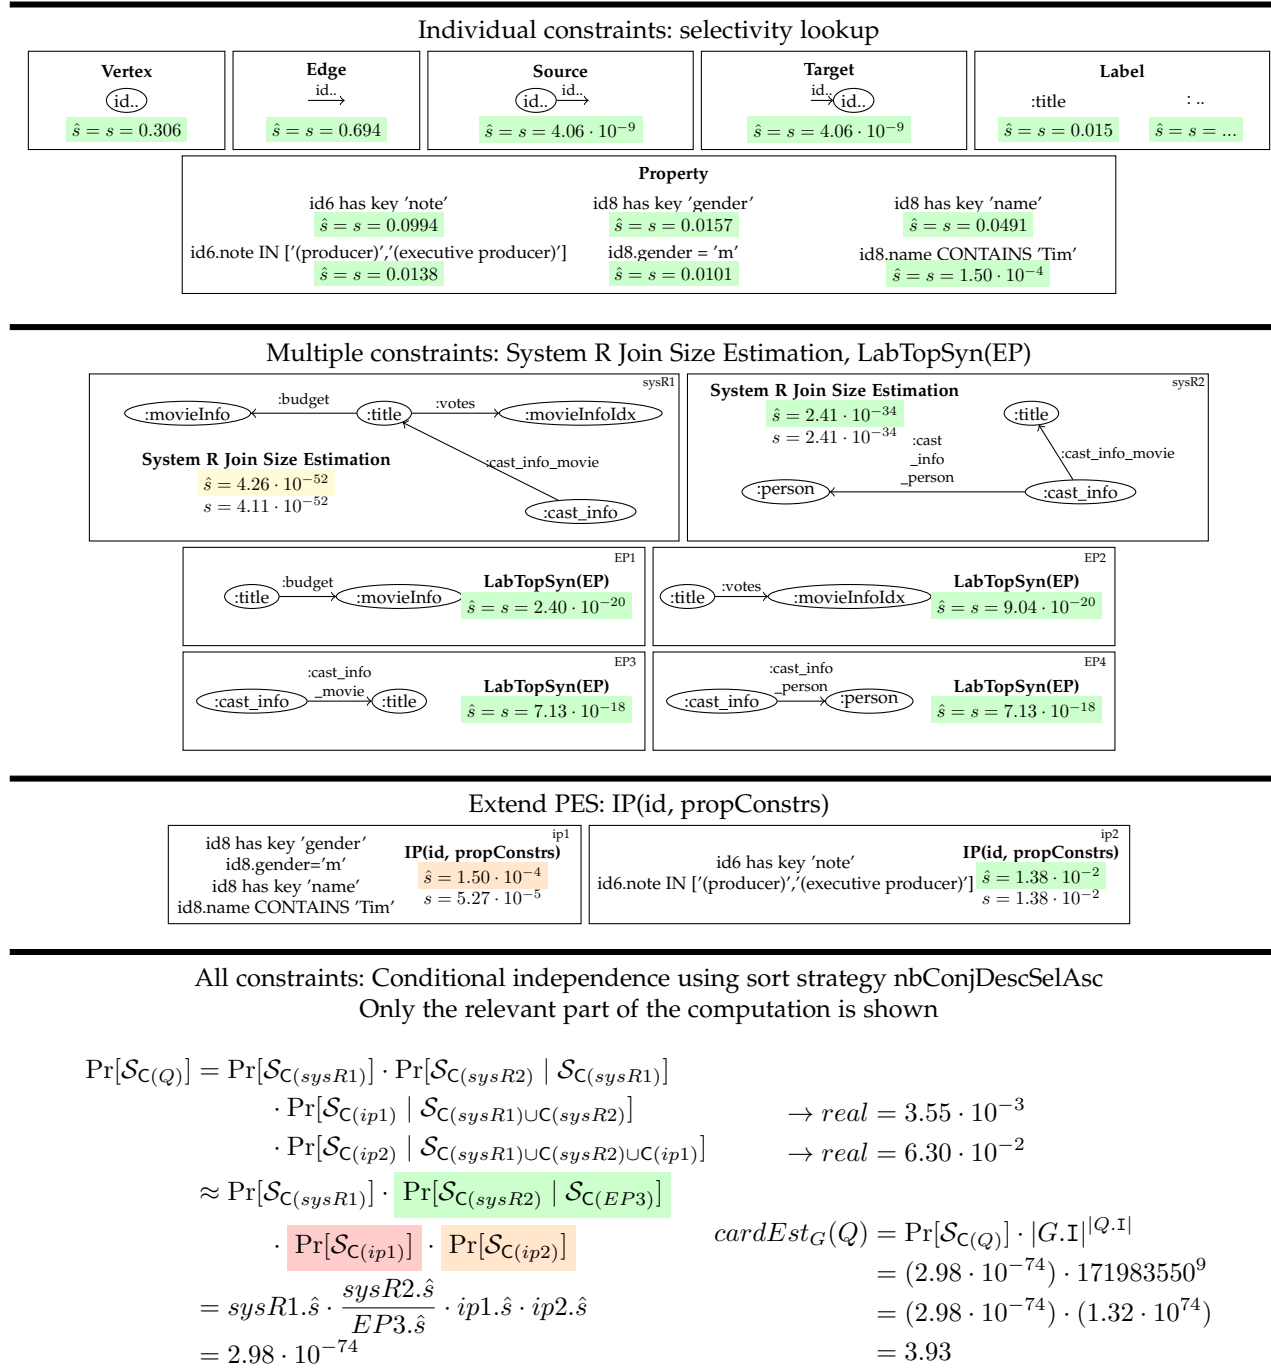 Individual constraints: selectivity lookup
Vertex
id..
ŝ = s = 0.306
Edge
id..
ŝ = s = 0.694
Source
id.. id..
ŝ = s = 4.06 · 10⁻⁹
Target
id.. id..
ŝ = s = 4.06 · 10⁻⁹
Label
:title : ..
ŝ = s = 0.015 ŝ = s = ...
Property
id6 has key 'note' id8 has key 'gender' id8 has key 'name'
ŝ = s = 0.0994 ŝ = s = 0.0157 ŝ = s = 0.0491
id6.note IN ['(producer)','(executive producer)'] id8.gender = 'm' id8.name CONTAINS 'Tim'
ŝ = s = 0.0138 ŝ = s = 0.0101 ŝ = s = 1.50 · 10⁻⁴
Multiple constraints: System R Join Size Estimation, LabTopSyn(EP)
sysR1
:movieInfo :budget :title :votes :movieInfoIdx
System R Join Size Estimation
ŝ = 4.26 · 10⁻⁵²
s = 4.11 · 10⁻⁵²
:cast_info_movie
:cast_info
sysR2
System R Join Size Estimation
ŝ = 2.41 · 10⁻³⁴
s = 2.41 · 10⁻³⁴
:title
:cast
_info
_person
:cast_info_movie
:person :cast_info
EP1
:title :budget :movieInfo
LabTopSyn(EP)
ŝ = s = 2.40 · 10⁻²⁰
EP2
:title :votes :movieInfoIdx
LabTopSyn(EP)
ŝ = s = 9.04 · 10⁻²⁰
EP3
:cast_info
_movie
:cast_info :title
LabTopSyn(EP)
ŝ = s = 7.13 · 10⁻¹⁸
EP4
:cast_info
_person
:cast_info :person
LabTopSyn(EP)
ŝ = s = 7.13 · 10⁻¹⁸
Extend PES: IP(id, propConstrs)
ip1
id8 has key 'gender'
id8.gender='m'
id8 has key 'name'
id8.name CONTAINS 'Tim'
IP(id, propConstrs)
ŝ = 1.50 · 10⁻⁴
s = 5.27 · 10⁻⁵
ip2
id6 has key 'note'
id6.note IN ['(producer)','(executive producer)']
IP(id, propConstrs)
ŝ = 1.38 · 10⁻²
s = 1.38 · 10⁻²
All constraints: Conditional independence using sort strategy nbConjDescSelAsc
Only the relevant part of the computation is shown
Pr[𝒮_C(Q)] = Pr[𝒮_C(sysR1)] · Pr[𝒮_C(sysR2) | 𝒮_C(sysR1)]
· Pr[𝒮_C(ip1) | 𝒮_C(sysR1)∪C(sysR2)] → real = 3.55 · 10⁻³
· Pr[𝒮_C(ip2) | 𝒮_C(sysR1)∪C(sysR2)∪C(ip1)] → real = 6.30 · 10⁻²
≈ Pr[𝒮_C(sysR1)] · Pr[𝒮_C(sysR2) | 𝒮_C(EP3)]
· Pr[𝒮_C(ip1)] · Pr[𝒮_C(ip2)]
= sysR1.ŝ · sysR2.ŝ / EP3.ŝ · ip1.ŝ · ip2.ŝ
= 2.98 · 10⁻⁷⁴
cardEst_G(Q) = Pr[𝒮_C(Q)] · |G.I|^|Q.I|
= (2.98 · 10⁻⁷⁴) · 171983550⁹
= (2.98 · 10⁻⁷⁴) · (1.32 · 10⁷⁴)
= 3.93